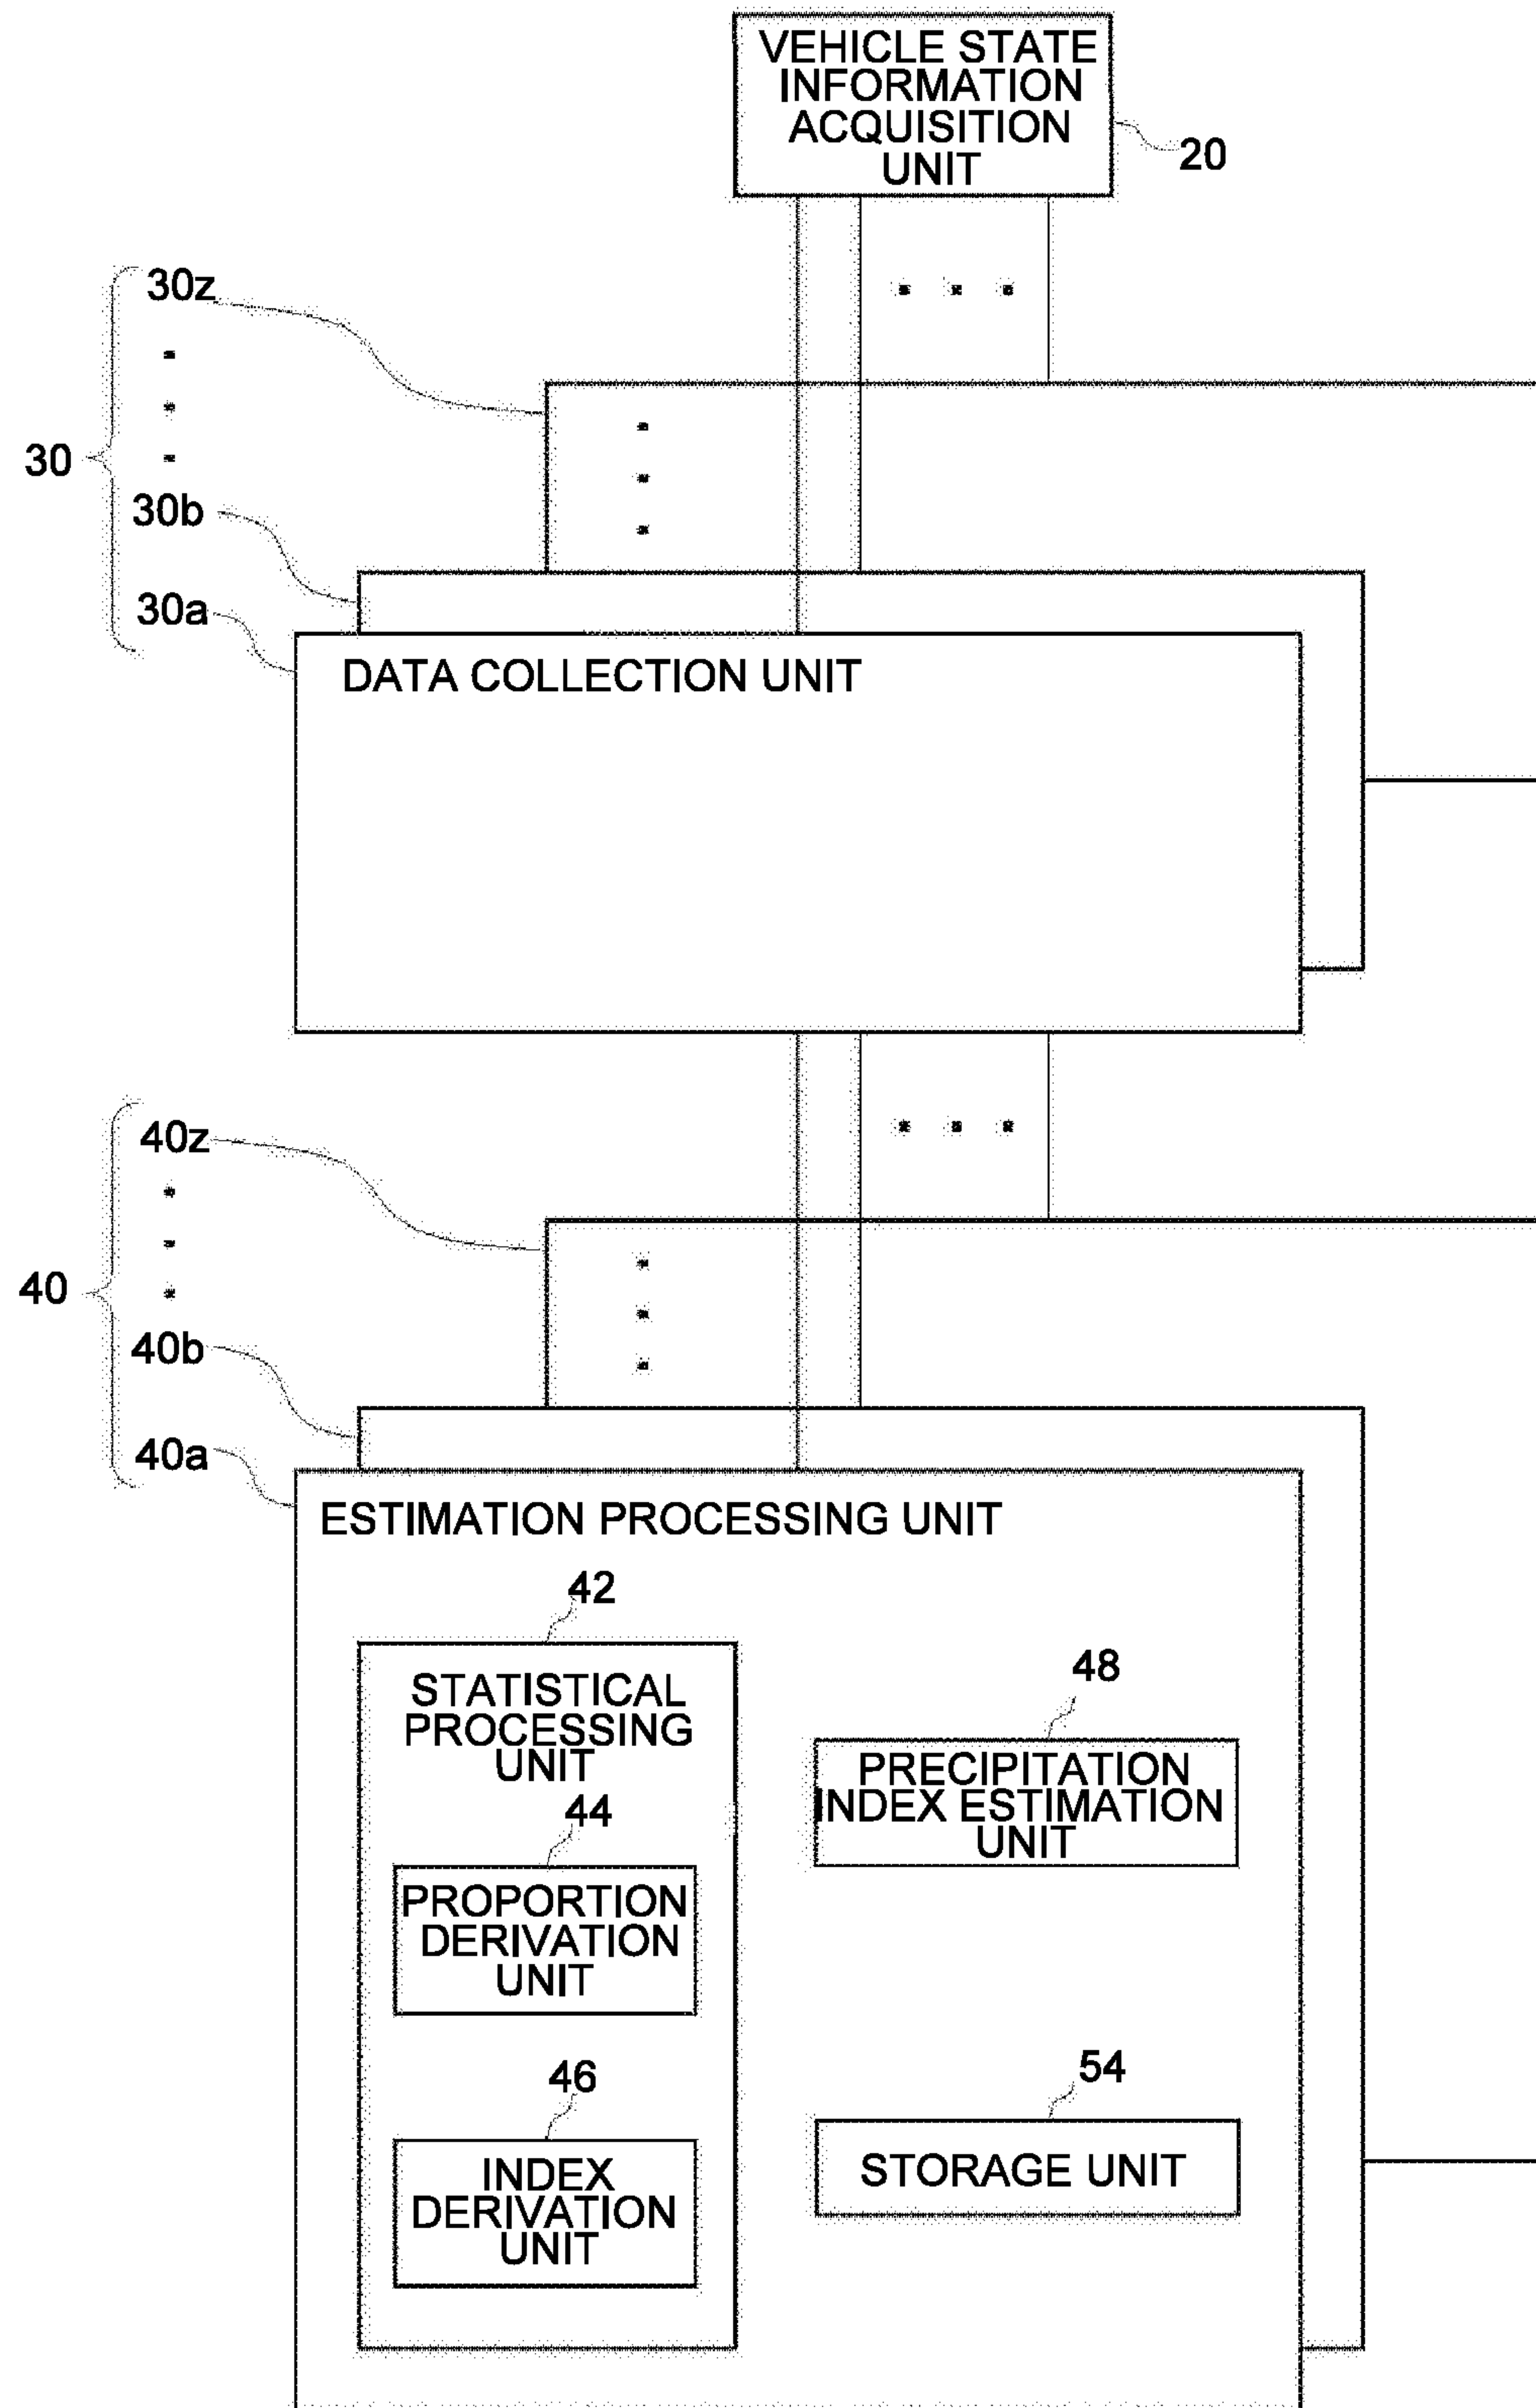 VEHICLE STATE
INFORMATION
ACQUISITION
UNIT
20
30z
30
30b
30a
DATA COLLECTION UNIT
40z
40
40b
40a
ESTIMATION PROCESSING UNIT
42
STATISTICAL
PROCESSING
UNIT
44
PROPORTION
DERIVATION
UNIT
46
INDEX
DERIVATION
UNIT
48
PRECIPITATION
INDEX ESTIMATION
UNIT
54
STORAGE UNIT